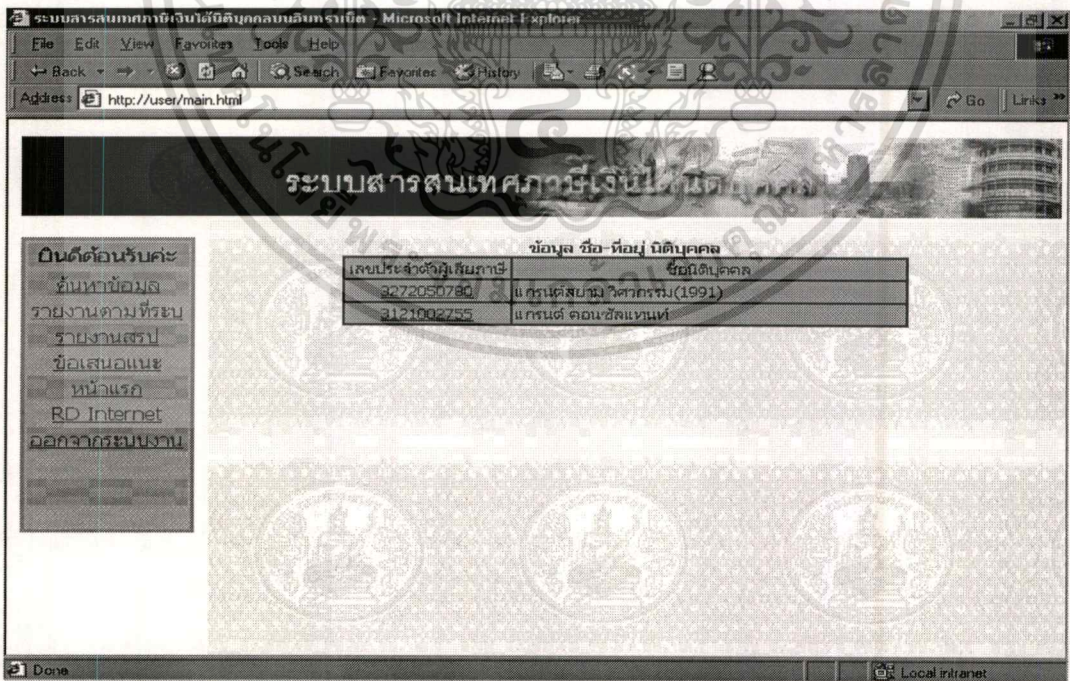 ระบบสารสนเทศภาษีเงินได้นิติบุคคลบนอินทราเน็ต - Microsoft Internet Explorer
File Edit View Favorites Tools Help
Back Search Favorites History
Address http://user/main.html Go Links »
ระบบสารสนเทศภาษีเงินได้นิติบุคคล
ยินดีต้อนรับค่ะ
ค้นหาข้อมูล
รายงานตามที่ระบุ
รายงานสรุป
ข้อเสนอแนะ
หน้าแรก
RD Internet
ออกจากระบบงาน
ข้อมูล ชื่อ-ที่อยู่ นิติบุคคล
เลขประจำตัวผู้เสียภาษี ชื่อนิติบุคคล
3272050780 แกรนด์สยาม วิศวกรรม(1991)
3121002755 แกรนด์ คอนซัลแทนท์
Done Local intranet